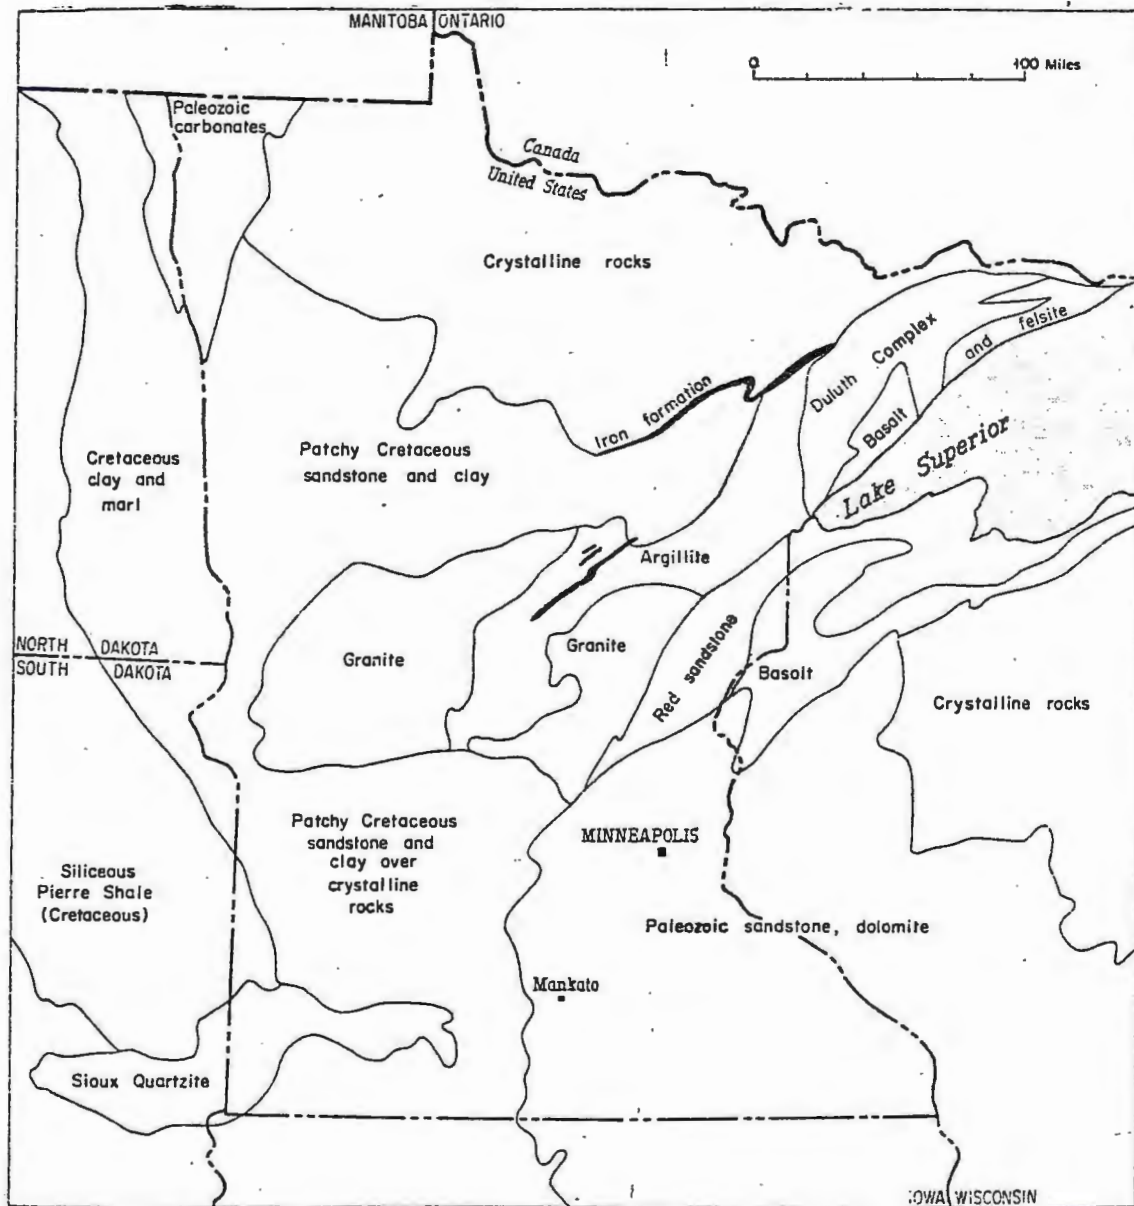 MANITOBA ONTARIO
0 100 Miles
Paleozoic
carbonates
Canada
United States
Crystalline rocks
Duluth Complex
and felsite
Iron formation
Basalt
Lake Superior
Cretaceous
clay and
marl
Patchy Cretaceous
sandstone and clay
Argillite
Granite
Granite
Red sandstone
Basalt
NORTH DAKOTA
SOUTH DAKOTA
Crystalline rocks
Patchy Cretaceous
sandstone and
clay over
crystalline
rocks
MINNEAPOLIS
Siliceous
Pierre Shale
(Cretaceous)
Paleozoic sandstone, dolomite
Mankato
Sioux Quartzite
IOWA WISCONSIN